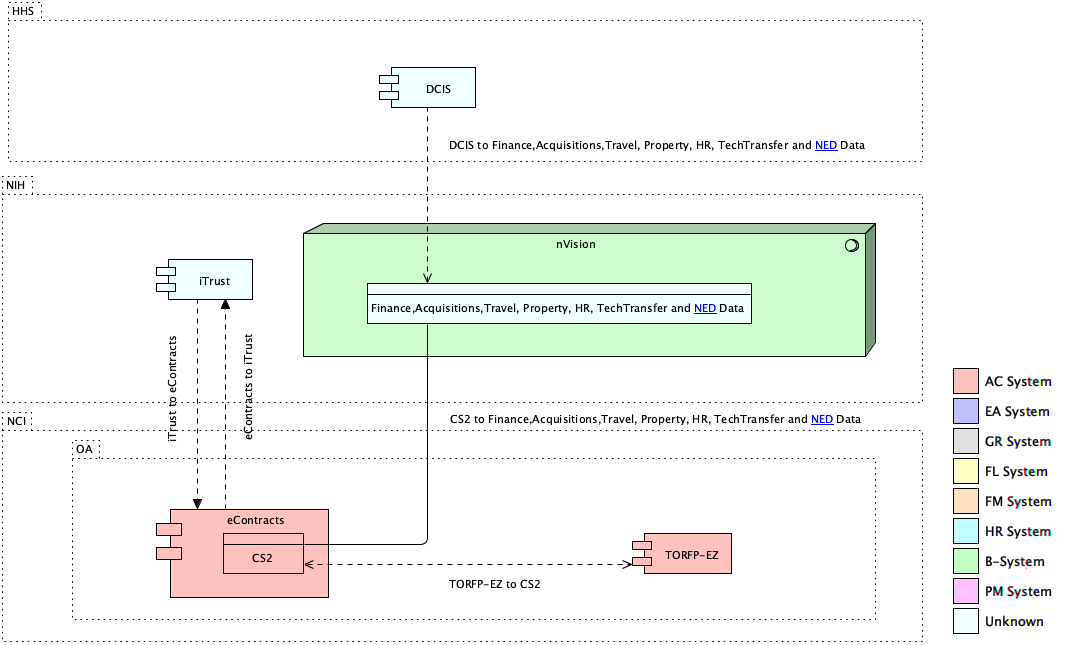 HHS
DCIS
DCIS to Finance,Acquisitions,Travel, Property, HR, TechTransfer and NED Data
NIH
nVision
iTrust
Finance,Acquisitions,Travel, Property, HR, TechTransfer and NED Data
iTrust to eContracts
eContracts to iTrust
NCI
CS2 to Finance,Acquisitions,Travel, Property, HR, TechTransfer and NED Data
OA
eContracts
CS2
TORFP-EZ
TORFP-EZ to CS2
AC System
EA System
GR System
FL System
FM System
HR System
B-System
PM System
Unknown